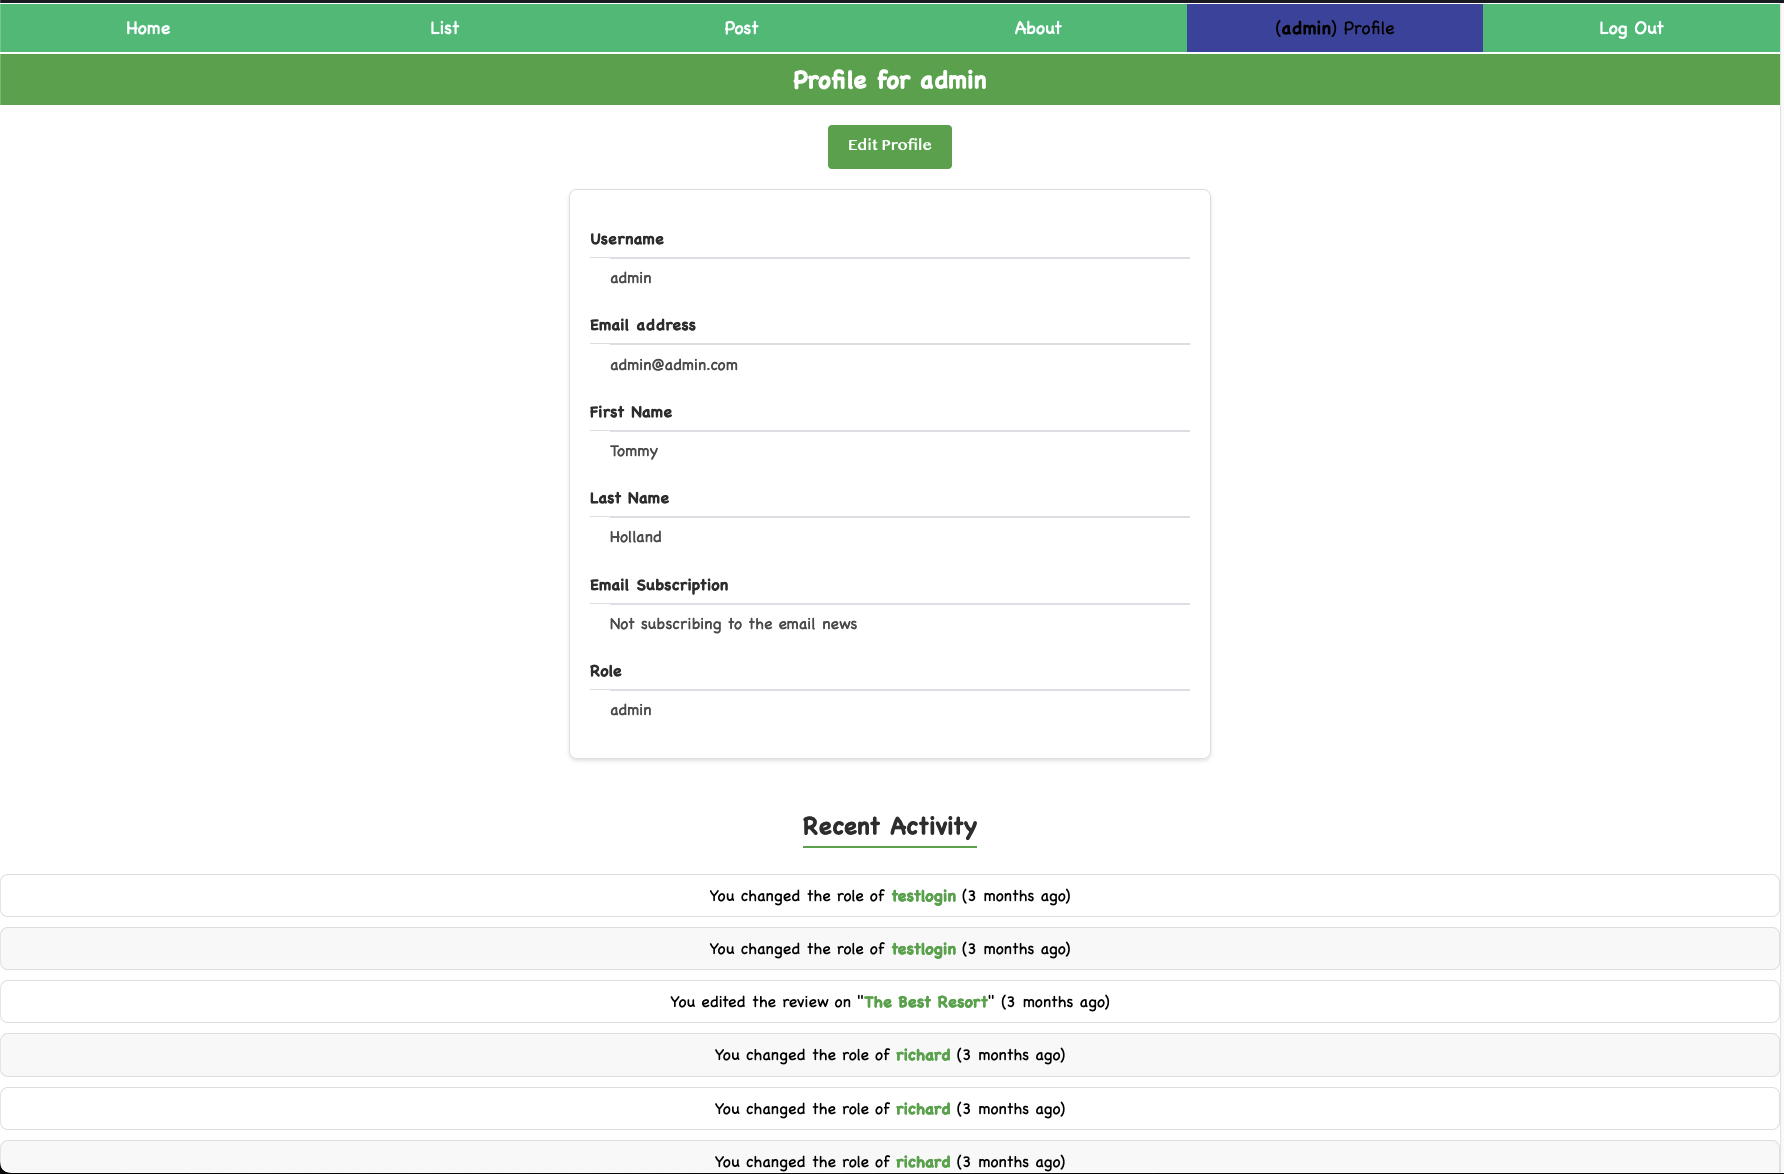 Home List Post About (admin) Profile Log Out
Profile for admin
Edit Profile
Username
admin
Email address
admin@admin.com
First Name
Tommy
Last Name
Holland
Email Subscription
Not subscribing to the email news
Role
admin
Recent Activity
You changed the role of testlogin (3 months ago)
You changed the role of testlogin (3 months ago)
You edited the review on "The Best Resort" (3 months ago)
You changed the role of richard (3 months ago)
You changed the role of richard (3 months ago)
You changed the role of richard (3 months ago)